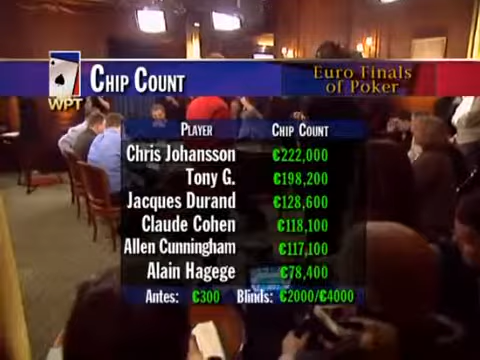 WPT
Chip Count
Euro Finals
of Poker
Player Chip Count
Chris Johansson €222,000
Tony G. €198,200
Jacques Durand €128,600
Claude Cohen €118,100
Allen Cunningham €117,100
Alain Hagege €78,400
Antes: €300 Blinds: €2000/€4000